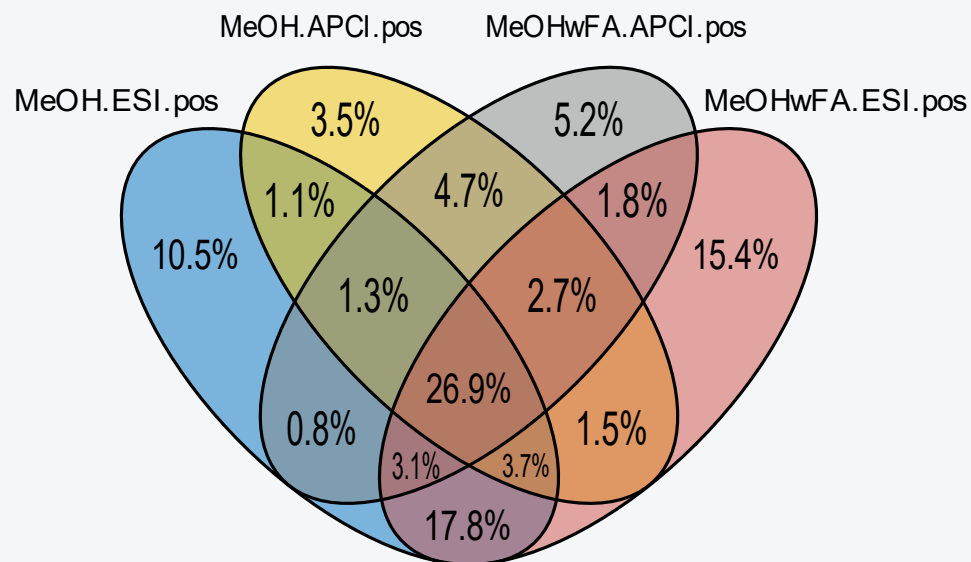 MeOH.APCI.pos MeOHwFA.APCI.pos
MeOH.ESI.pos MeOHwFA.ESI.pos
3.5% 5.2%
1.1% 4.7% 1.8%
10.5% 15.4%
1.3% 2.7%
26.9%
0.8% 1.5%
3.1% 3.7%
17.8%